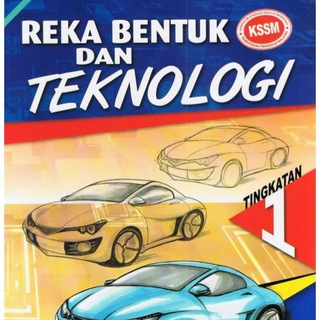 REKA BENTUK
DAN
TEKNOLOGI
KSSM
TINGKATAN
1